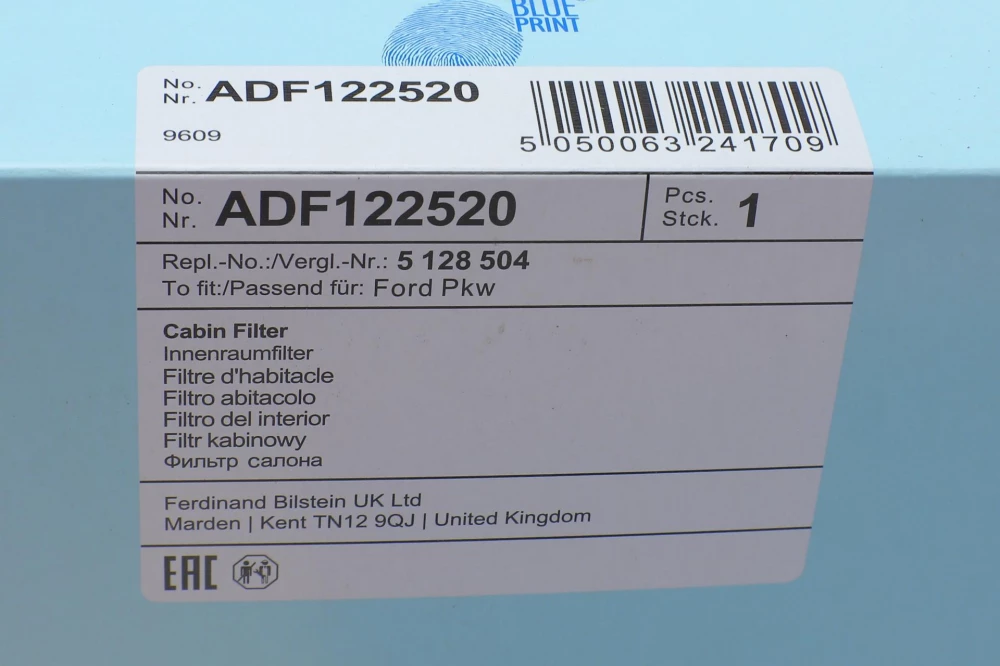 BLUE
PRINT
No.
Nr. ADF122520
9609
5 050063 241709
No.
Nr. ADF122520
Pcs.
Stck. 1
Repl.-No.:/Vergl.-Nr.: 5 128 504
To fit:/Passend für: Ford Pkw
Cabin Filter
Innenraumfilter
Filtre d'habitacle
Filtro abitacolo
Filtro del interior
Filtr kabinowy
Фильтр салона
Ferdinand Bilstein UK Ltd
Marden | Kent TN12 9QJ | United Kingdom
EAC